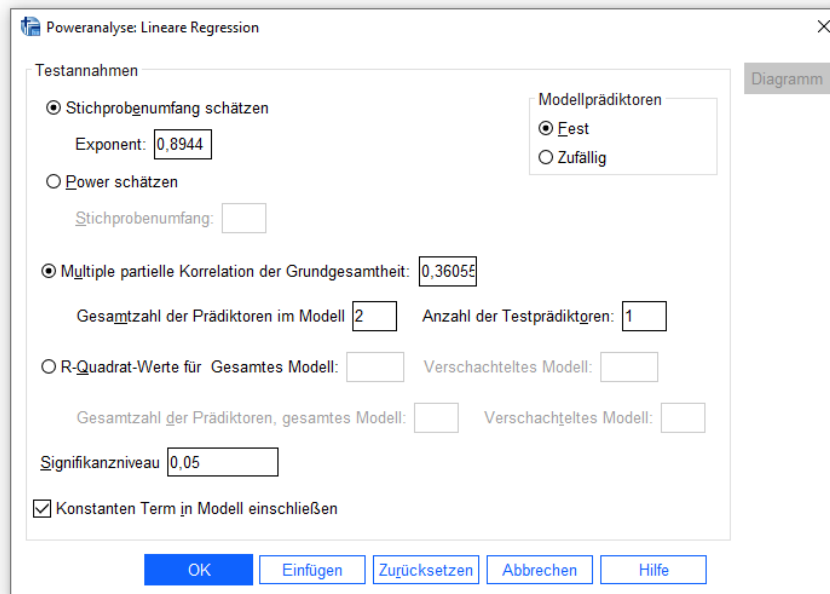 Poweranalyse: Lineare Regression
Testannahmen
Diagramm
Stichprobenumfang schätzen
Exponent: 0,8944
Modellprädiktoren
Fest
Zufällig
Power schätzen
Stichprobenumfang:
Multiple partielle Korrelation der Grundgesamtheit: 0,36055
Gesamtzahl der Prädiktoren im Modell 2 Anzahl der Testprädiktoren: 1
R-Quadrat-Werte für Gesamtes Modell: Verschachteltes Modell:
Gesamtzahl der Prädiktoren, gesamtes Modell: Verschachteltes Modell:
Signifikanzniveau 0,05
Konstanten Term in Modell einschließen
OK Einfügen Zurücksetzen Abbrechen Hilfe